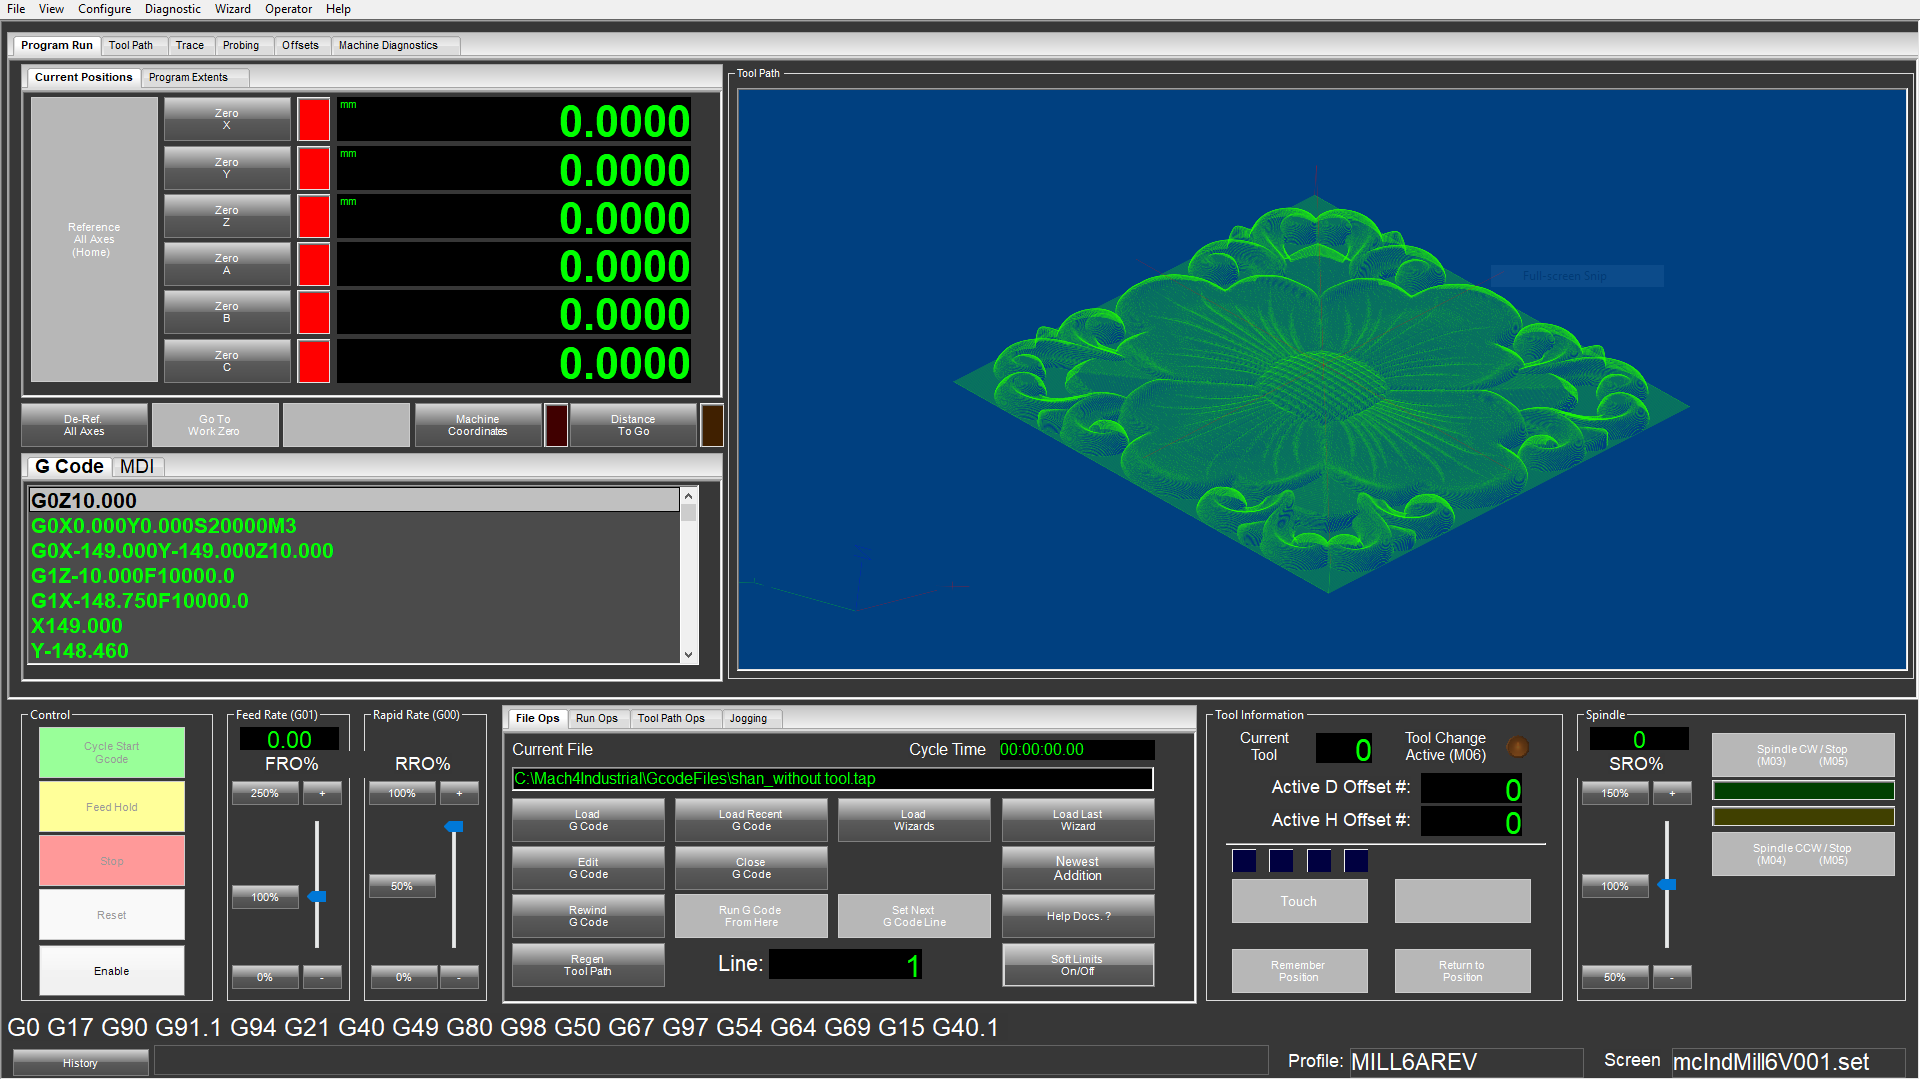 File View Configure Diagnostic Wizard Operator Help
Program Run Tool Path Trace Probing Offsets Machine Diagnostics
Current Positions Program Extents
Tool Path
Reference
All Axes
(Home)
Zero
X
mm
0.0000
Zero
Y
mm
0.0000
Zero
Z
mm
0.0000
Zero
A
0.0000
Zero
B
0.0000
Zero
C
0.0000
Full-screen Snip
De-Ref.
All Axes
Go To
Work Zero
Machine
Coordinates
Distance
To Go
G Code MDI
G0Z10.000
G0X0.000Y0.000S20000M3
G0X-149.000Y-149.000Z10.000
G1Z-10.000F10000.0
G1X-148.750F10000.0
X149.000
Y-148.460
Control
Cycle Start
Gcode
Feed Hold
Stop
Reset
Enable
Feed Rate (G01)
0.00
FRO%
250% +
100%
0% -
Rapid Rate (G00)
RRO%
100% +
50%
0% -
File Ops Run Ops Tool Path Ops Jogging
Current File
Cycle Time 00:00:00.00
C:\Mach4Industrial\GcodeFiles\shan_without tool.tap
Load
G Code
Load Recent
G Code
Load
Wizards
Load Last
Wizard
Edit
G Code
Close
G Code
Newest
Addition
Rewind
G Code
Run G Code
From Here
Set Next
G Code Line
Help Docs. ?
Regen
Tool Path
Line: 1
Soft Limits
On/Off
Tool Information
Current
Tool
0
Tool Change
Active (M06)
Active D Offset #: 0
Active H Offset #: 0
Touch
Remember
Position
Return to
Position
Spindle
0
SRO%
150% +
100%
50% -
Spindle CW / Stop
(M03) (M05)
Spindle CCW / Stop
(M04) (M05)
G0 G17 G90 G91.1 G94 G21 G40 G49 G80 G98 G50 G67 G97 G54 G64 G69 G15 G40.1
History
Profile: MILL6AREV
Screen mcIndMill6V001.set